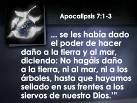 Apocalipsis 7:1-3
... se les había dado
el poder de hacer
daño a la tierra y al mar,
diciendo: No hagáis daño
a la tierra, ni al mar, ni a los
árboles, hasta que hayamos
sellado en sus frentes a los
siervos de nuestro Dios.’”